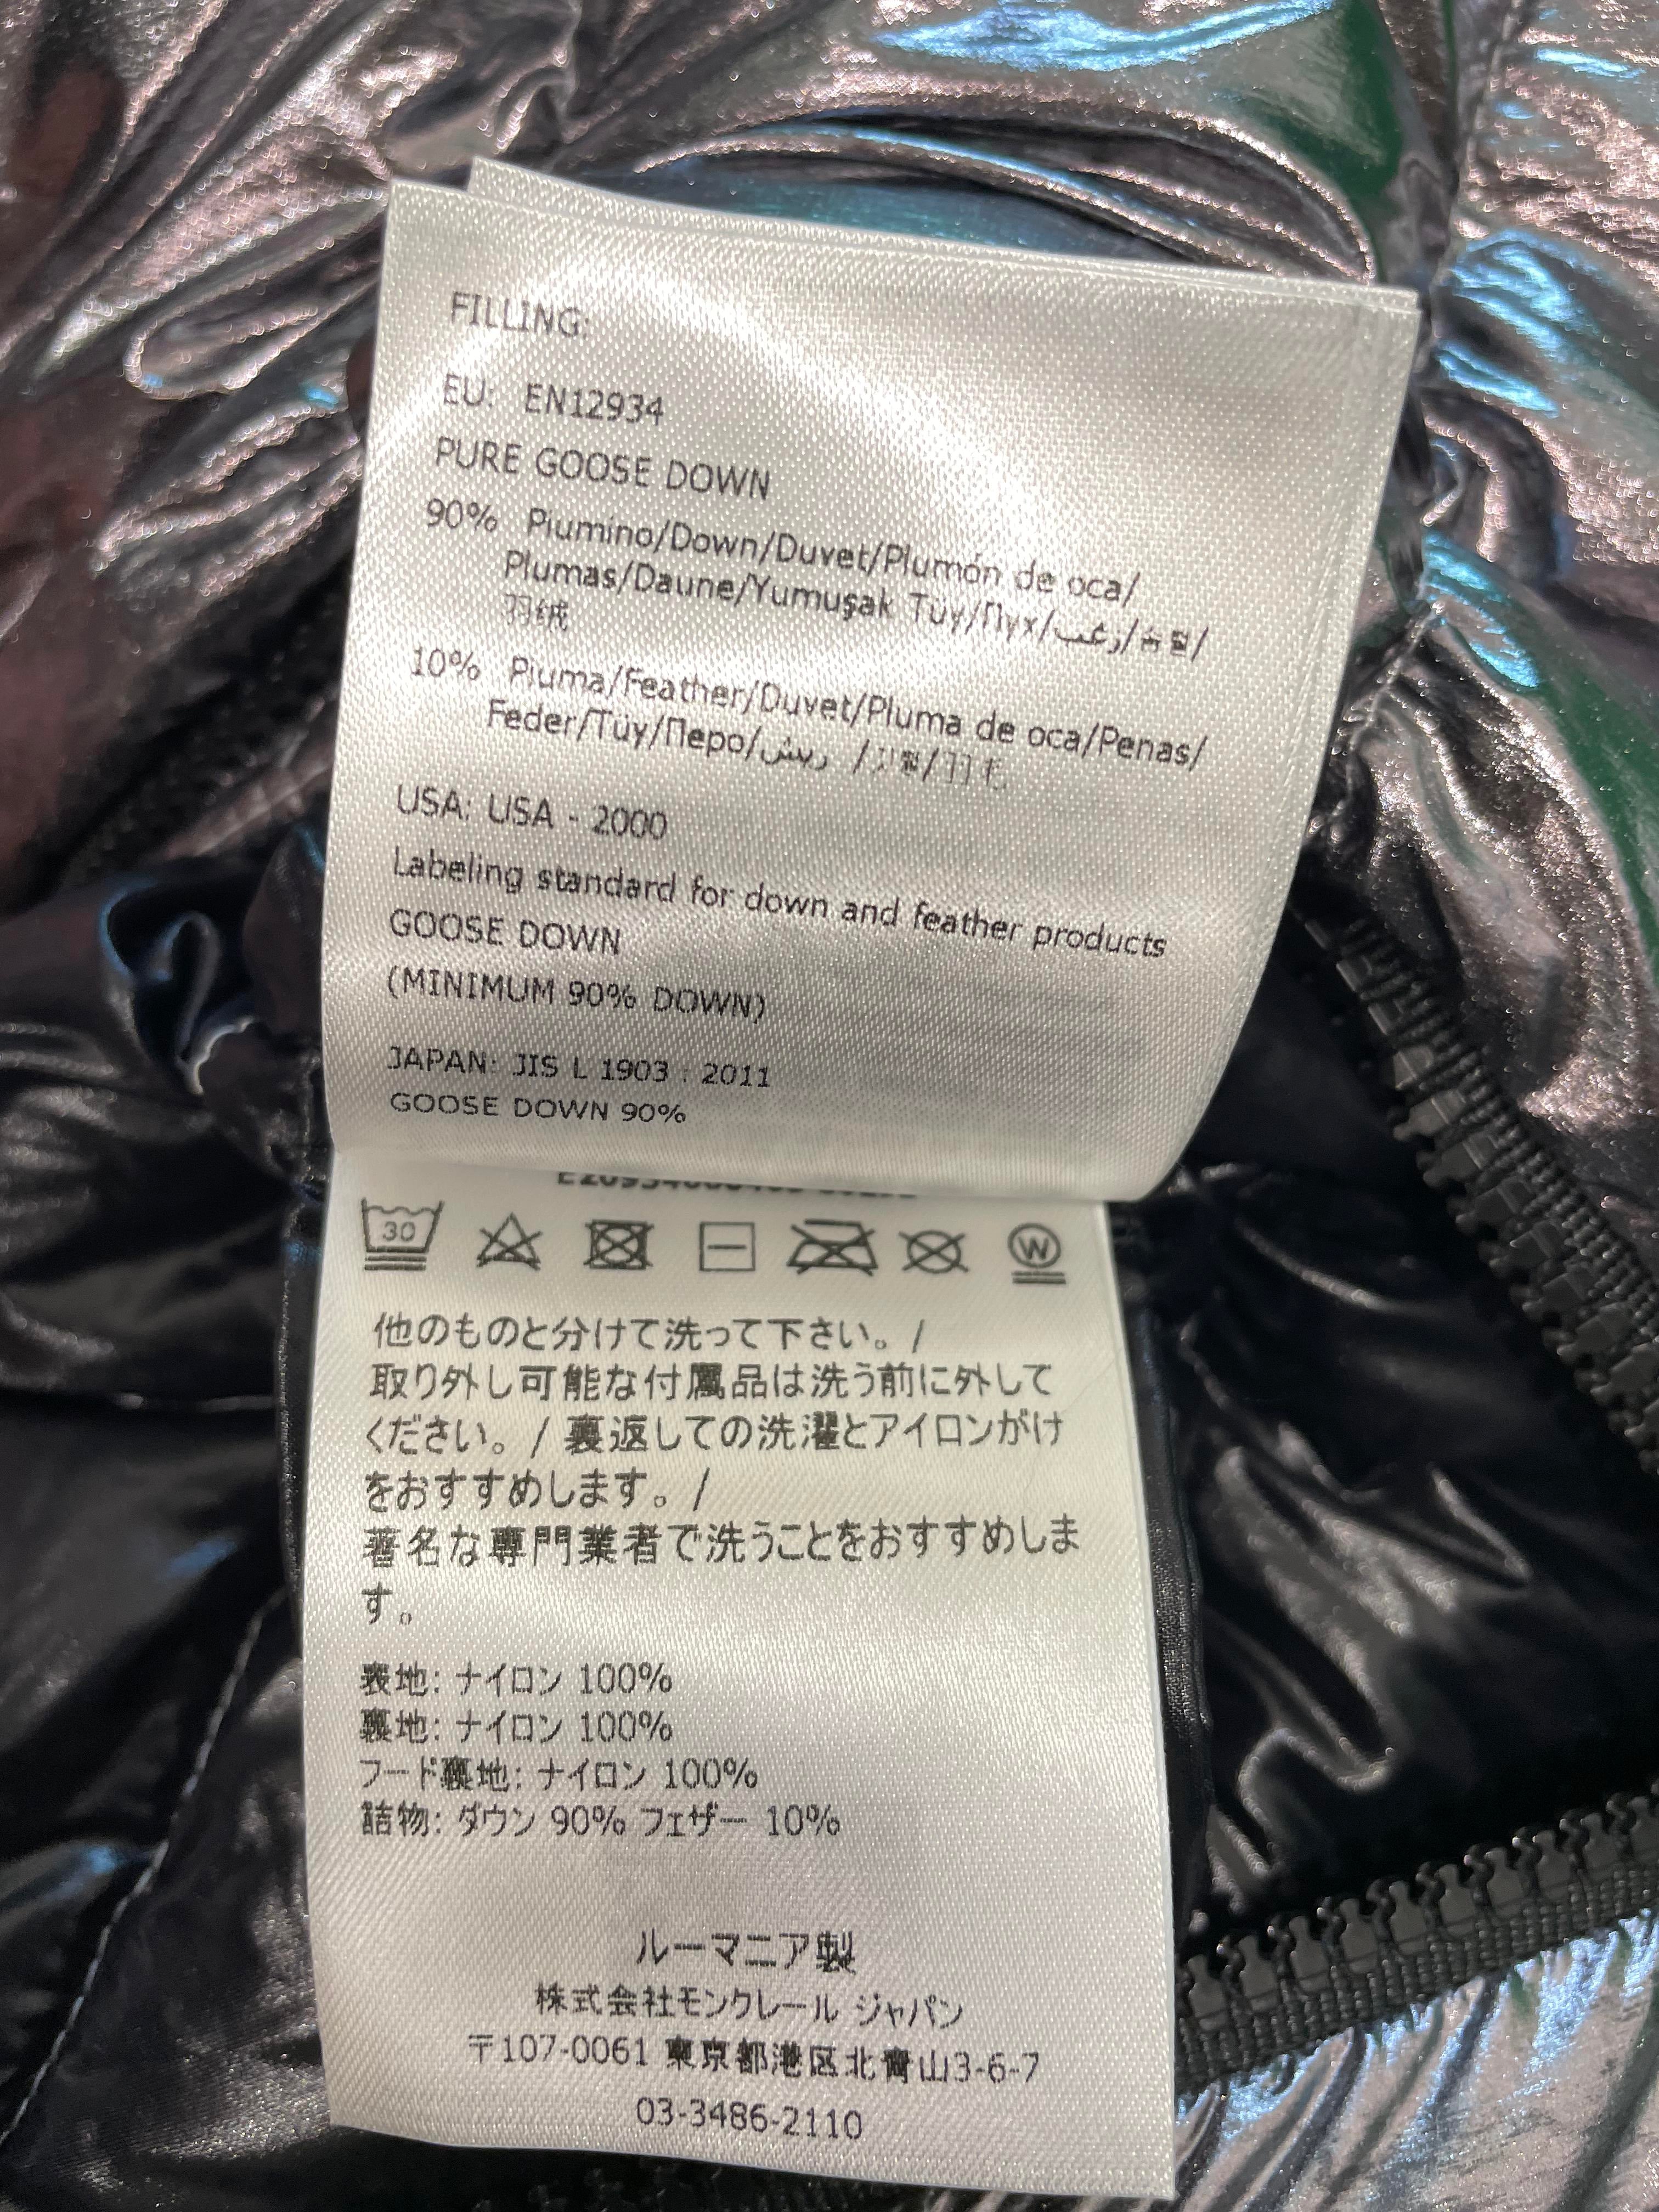 FILLING:
EU: EN12934
PURE GOOSE DOWN
90% Piumino/Down/Duvet/Plumón de oca/
Plumas/Daune/Yumuşak Tüy/Пух/زغب/솜털/
羽绒
10% Piuma/Feather/Duvet/Pluma de oca/Penas/
Feder/Tüy/Перо/ريش /깃털/羽毛
USA: USA - 2000
Labeling standard for down and feather products
GOOSE DOWN
(MINIMUM 90% DOWN)
JAPAN: JIS L 1903 : 2011
GOOSE DOWN 90%
30 W
他のものと分けて洗って下さい。/
取り外し可能な付属品は洗う前に外して
ください。/ 裏返しての洗濯とアイロンがけ
をおすすめします。/
著名な専門業者で洗うことをおすすめしま
す。
表地: ナイロン 100%
裏地: ナイロン 100%
フード裏地: ナイロン 100%
詰物: ダウン 90% フェザー 10%
ルーマニア製
株式会社モンクレール ジャパン
〒107-0061 東京都港区北青山3-6-7
03-3486-2110